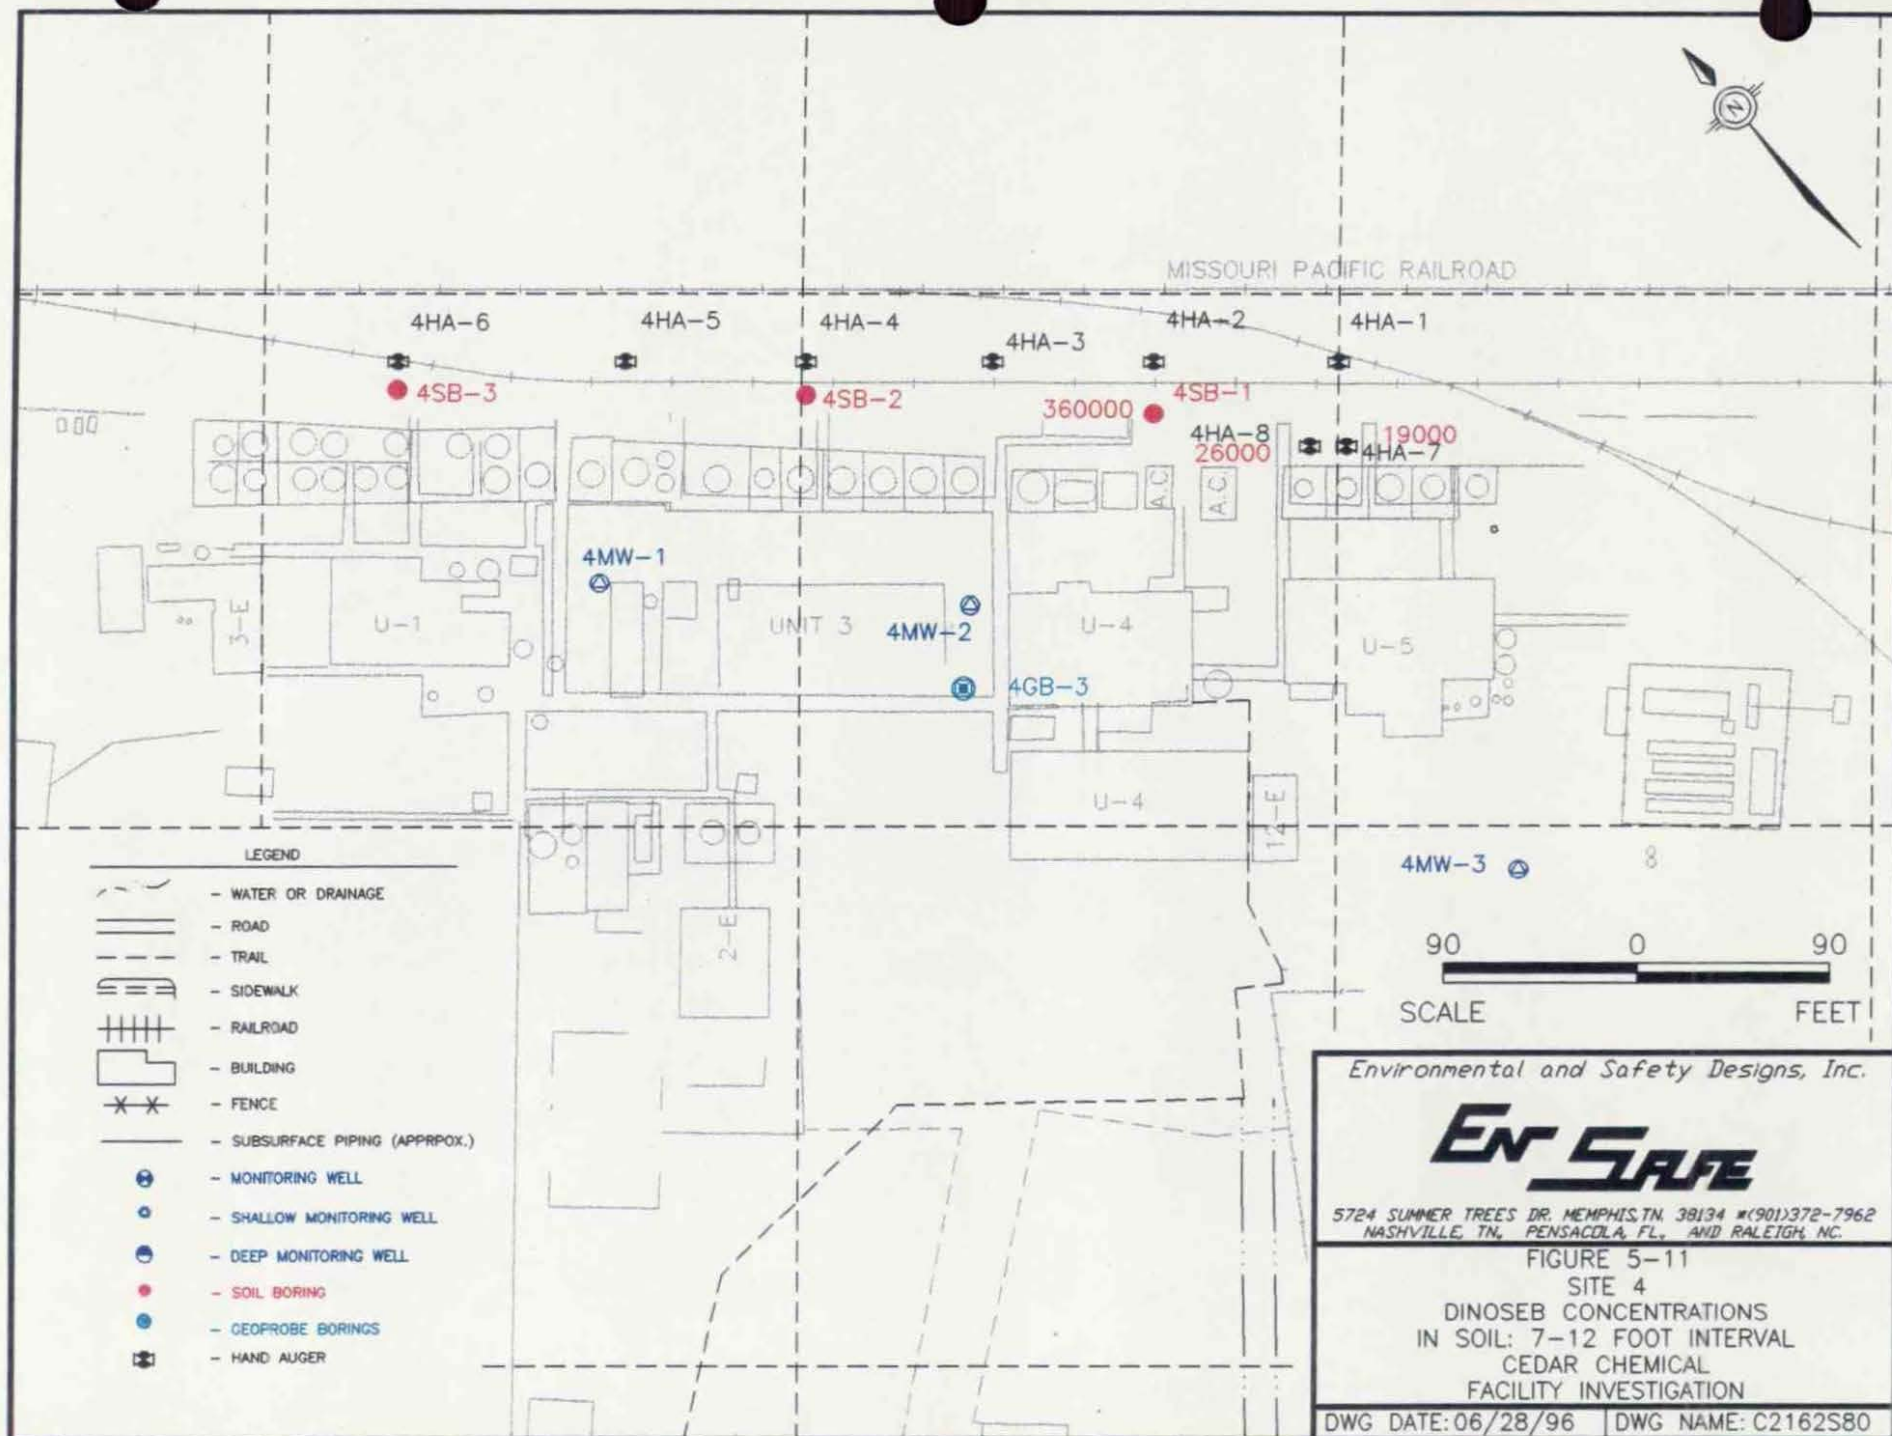 MISSOURI PACIFIC RAILROAD
4HA-6
4HA-5
4HA-4
4HA-3
4HA-2
4HA-1
4SB-3
4SB-2
360000
4SB-1
4HA-8
26000
19000
4HA-7
A.C.
A.C.
4MW-1
3-E
U-1
UNIT 3
4MW-2
U-4
U-5
4GB-3
U-4
12-E
4MW-3
8
2-E
N
LEGEND
- WATER OR DRAINAGE
- ROAD
- TRAIL
- SIDEWALK
- RAILROAD
- BUILDING
- FENCE
- SUBSURFACE PIPING (APPRPOX.)
- MONITORING WELL
- SHALLOW MONITORING WELL
- DEEP MONITORING WELL
- SOIL BORING
- GEOPROBE BORINGS
- HAND AUGER
90 0 90
SCALE FEET
Environmental and Safety Designs, Inc.
EN SAFE
5724 SUMMER TREES DR. MEMPHIS, TN. 38134 #(901)372-7962
NASHVILLE, TN., PENSACOLA, FL., AND RALEIGH, NC.
FIGURE 5-11
SITE 4
DINOSEB CONCENTRATIONS
IN SOIL: 7-12 FOOT INTERVAL
CEDAR CHEMICAL
FACILITY INVESTIGATION
DWG DATE: 06/28/96 DWG NAME: C2162S80